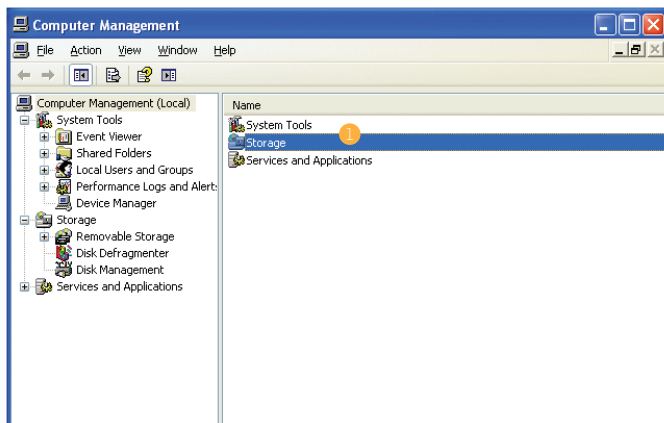 Computer Management
File Action View Window Help
Computer Management (Local)
System Tools
Event Viewer
Shared Folders
Local Users and Groups
Performance Logs and Alert
Device Manager
Storage
Removable Storage
Disk Defragmenter
Disk Management
Services and Applications
Name
System Tools
Storage
1
Services and Applications